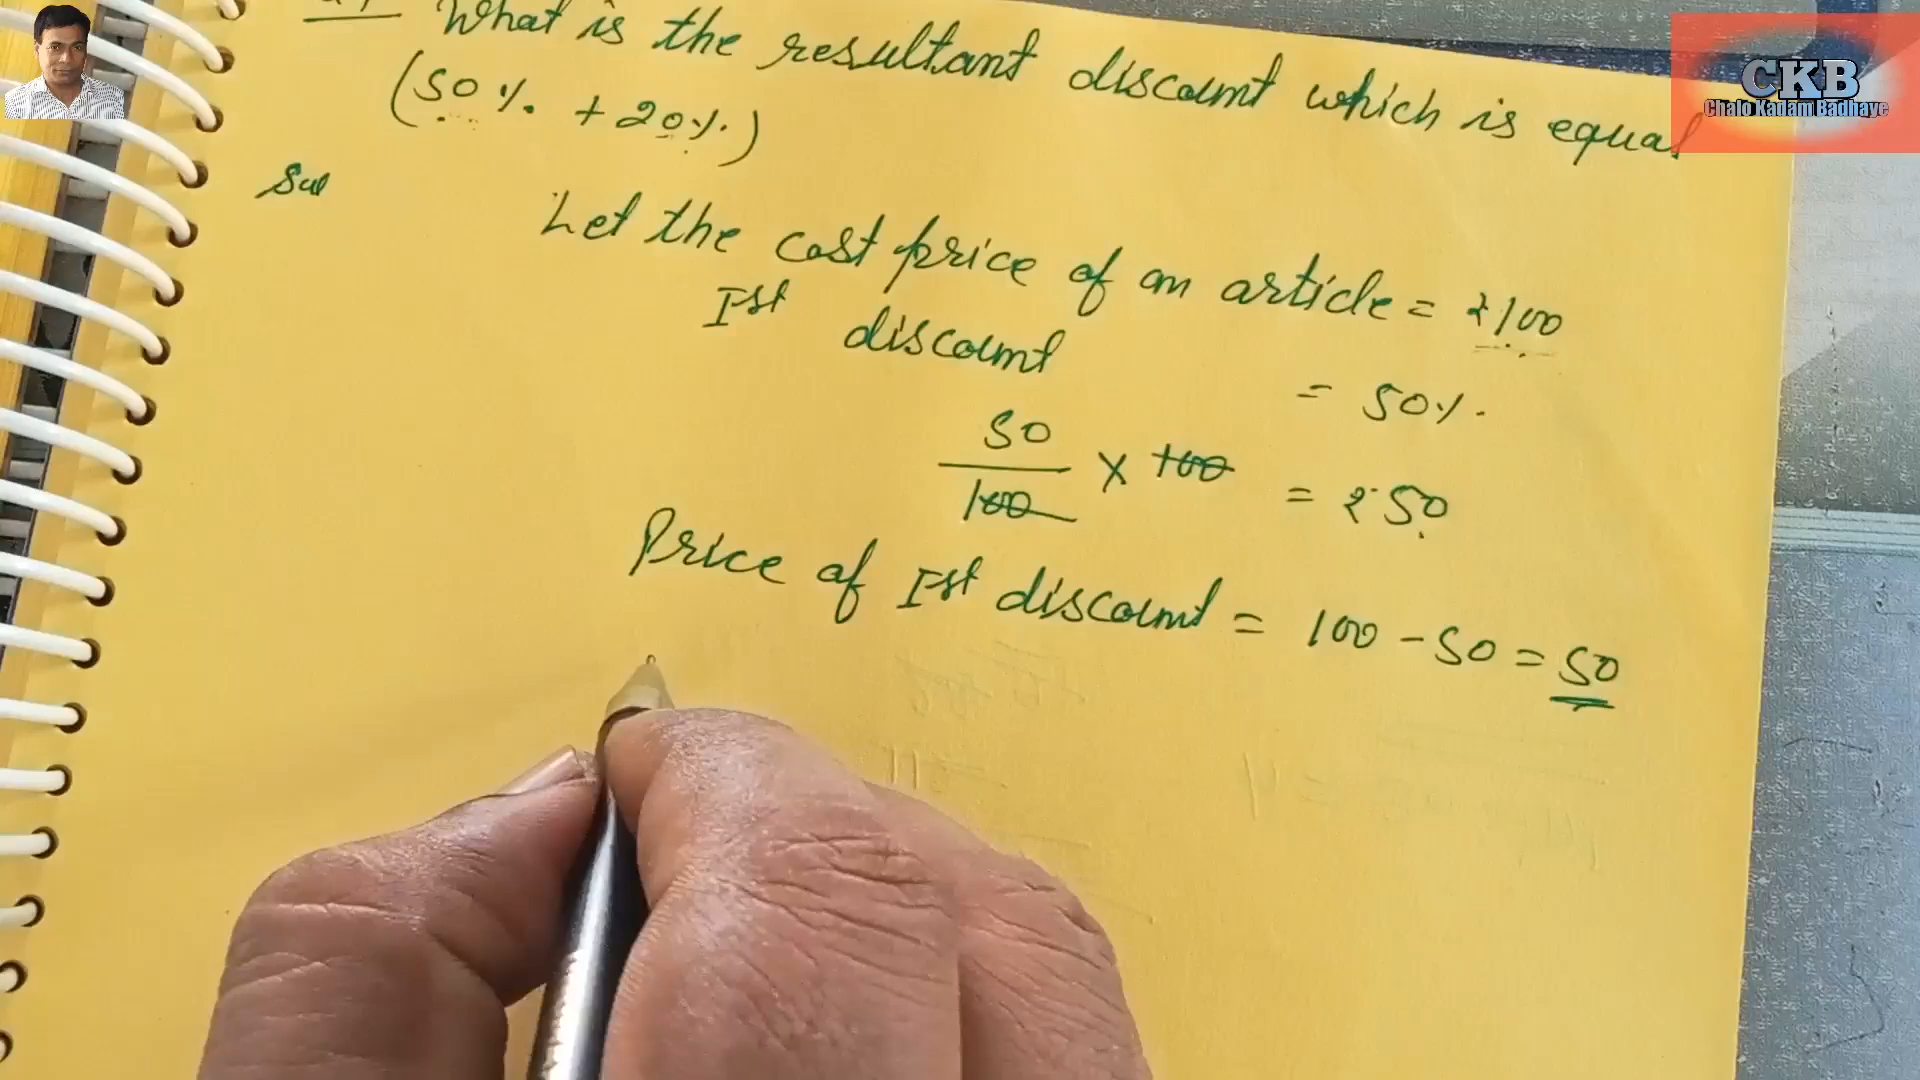 What is the resultant discount which is equal
(50% + 20%)
Sol
Let the cost price of an article = ₹100
Ist discount = 50%
50/100 × 100 = ₹50
Price of Ist discount = 100 - 50 = 50
CKB
Chalo Kadam Badhaye